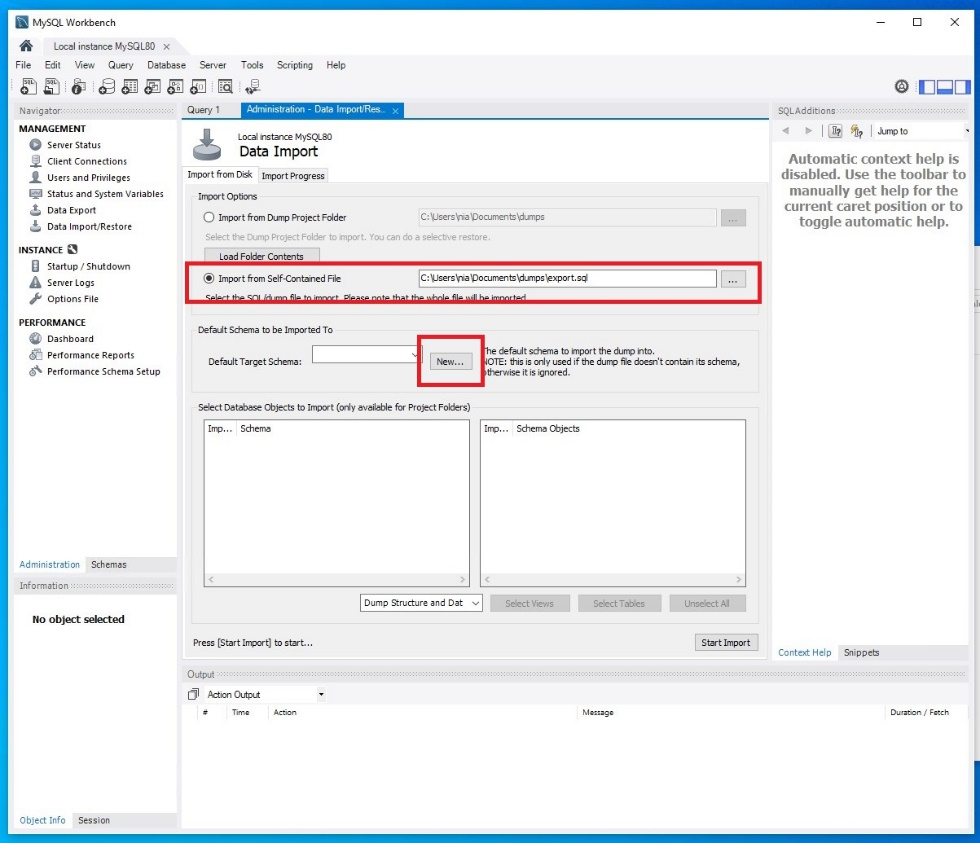 MySQL Workbench
Local instance MySQL80
File Edit View Query Database Server Tools Scripting Help
Navigator
MANAGEMENT
Server Status
Client Connections
Users and Privileges
Status and System Variables
Data Export
Data Import/Restore
INSTANCE
Startup / Shutdown
Server Logs
Options File
PERFORMANCE
Dashboard
Performance Reports
Performance Schema Setup
Administration Schemas
Information
No object selected
Object Info Session
Query 1 Administration - Data Import/Res...
Local instance MySQL80
Data Import
Import from Disk Import Progress
Import Options
Import from Dump Project Folder C:\Users\nia\Documents\dumps ...
Select the Dump Project Folder to import. You can do a selective restore.
Load Folder Contents
Import from Self-Contained File C:\Users\nia\Documents\dumps\export.sql ...
Select the SQL/dump file to import. Please note that the whole file will be imported.
Default Schema to be Imported To
Default Target Schema: New...
The default schema to import the dump into.
NOTE: this is only used if the dump file doesn't contain its schema,
otherwise it is ignored.
Select Database Objects to Import (only available for Project Folders)
Imp... Schema
Imp... Schema Objects
Dump Structure and Dat Select Views Select Tables Unselect All
Press [Start Import] to start... Start Import
SQLAdditions
Jump to
Automatic context help is
disabled. Use the toolbar to
manually get help for the
current caret position or to
toggle automatic help.
Context Help Snippets
Output
Action Output
# Time Action Message Duration / Fetch